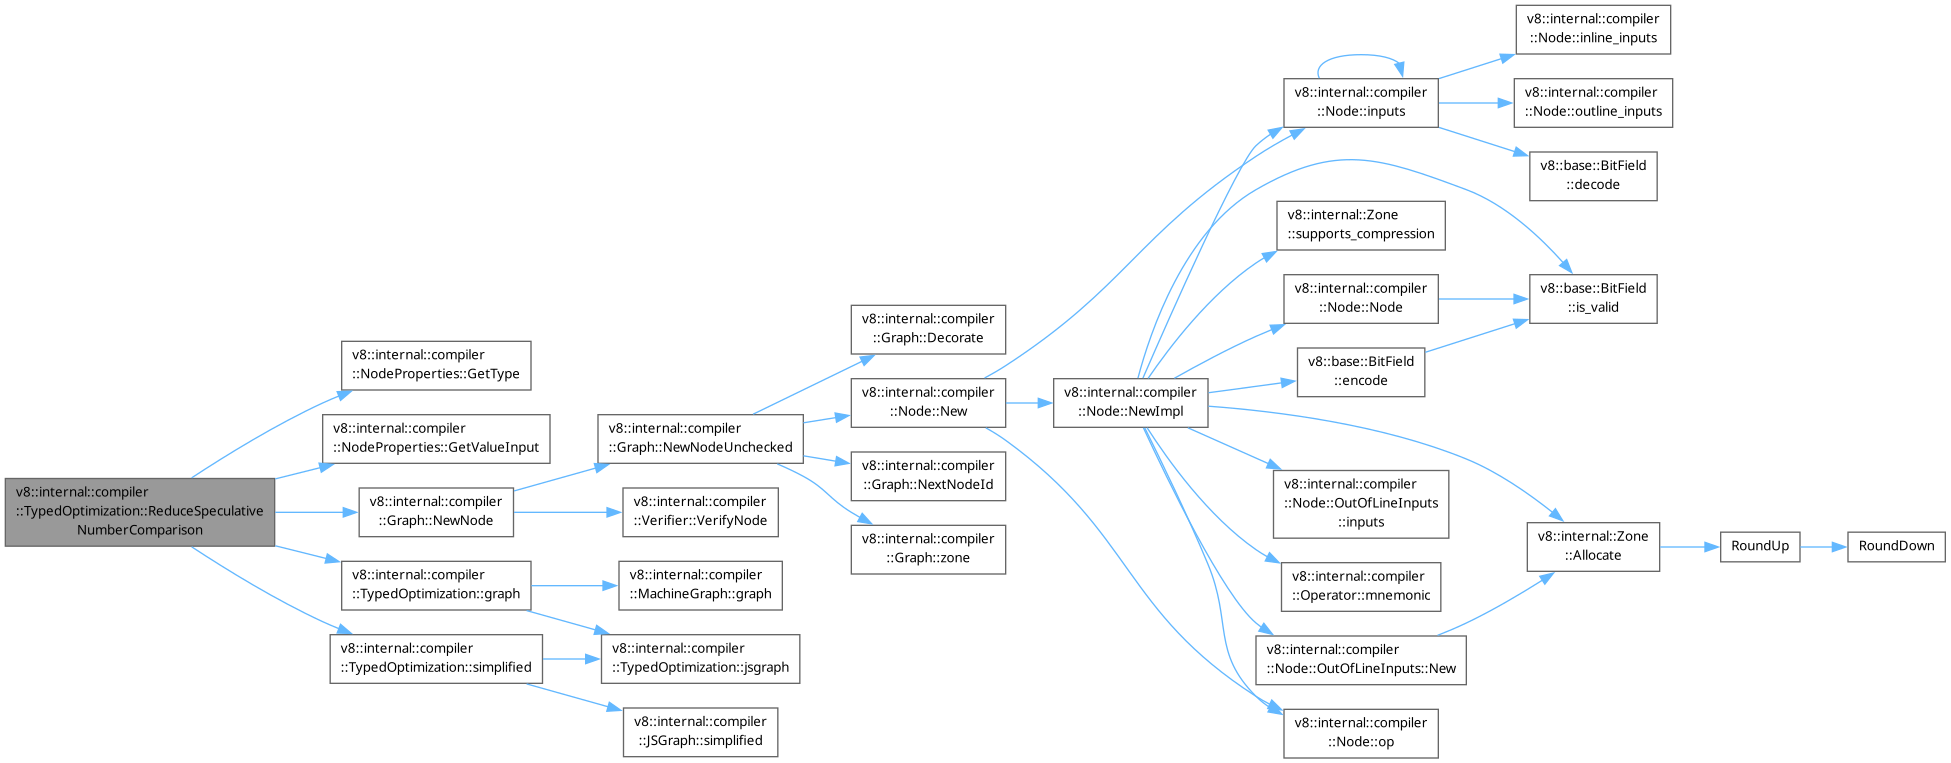 v8::internal::compiler
::TypedOptimization::ReduceSpeculative
NumberComparison
v8::internal::compiler
::NodeProperties::GetType
v8::internal::compiler
::NodeProperties::GetValueInput
v8::internal::compiler
::Graph::NewNode
v8::internal::compiler
::TypedOptimization::graph
v8::internal::compiler
::TypedOptimization::simplified
v8::internal::compiler
::Graph::NewNodeUnchecked
v8::internal::compiler
::Verifier::VerifyNode
v8::internal::compiler
::MachineGraph::graph
v8::internal::compiler
::TypedOptimization::jsgraph
v8::internal::compiler
::JSGraph::simplified
v8::internal::compiler
::Graph::Decorate
v8::internal::compiler
::Node::New
v8::internal::compiler
::Graph::NextNodeId
v8::internal::compiler
::Graph::zone
v8::internal::compiler
::Node::NewImpl
v8::internal::compiler
::Node::inputs
v8::internal::Zone
::supports_compression
v8::internal::compiler
::Node::Node
v8::base::BitField
::encode
v8::internal::compiler
::Node::OutOfLineInputs
::inputs
v8::internal::compiler
::Operator::mnemonic
v8::internal::compiler
::Node::OutOfLineInputs::New
v8::internal::compiler
::Node::op
v8::internal::compiler
::Node::inline_inputs
v8::internal::compiler
::Node::outline_inputs
v8::base::BitField
::decode
v8::base::BitField
::is_valid
v8::internal::Zone
::Allocate
RoundUp
RoundDown